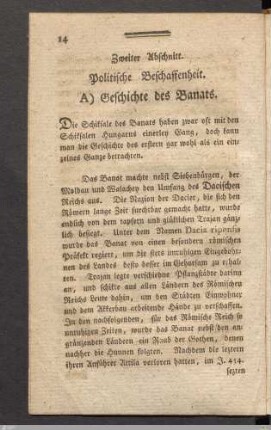 14
Zweiter Abschnitt.
Politische Beschaffenheit.
A) Geschichte des Banats.
Die Schiksale des Banats haben zwar oft mit den
Schiksalen Hungarns einerley Gang, doch kann
man die Geschichte des erstern gar wohl als ein ein
zelnes Ganze betrachten.
Das Banat machte nebst Siebenbürgen, der
Moldau und Walachey den Umfang des Dacischen
Reichs aus. Die Nazion der Dacier, die sich den
Römern lange Zeit furchtbar gemacht hatte, wurde
endlich von dem tapfern und glüklichen Trajan gänz
lich besiegt. Unter dem Namen Dacia ripensis
wurde das Banat von einem besondern römischen
Präfekt regiert, um die stets unruhigen Eingebohr-
nen des Landes desto besser im Gehorsam zu erhal-
ten. Trajan legte verschiedene Pflanzstädte darinn
an, und schikte aus allen Ländern des Römischen
Reichs Leute dahin, um den Städten Einwohner
und dem Akkerbau arbeitende Hände zu verschaffen.
In den nachfolgenden, für das Römische Reich so
unruhigen Zeiten, wurde das Banat nebst den an-
gränzenden Ländern ein Raub der Gothen, denen
nachher die Hunnen folgten. Nachdem die leztern
ihren Anführer Attila verloren hatten, im J. 454
sezten